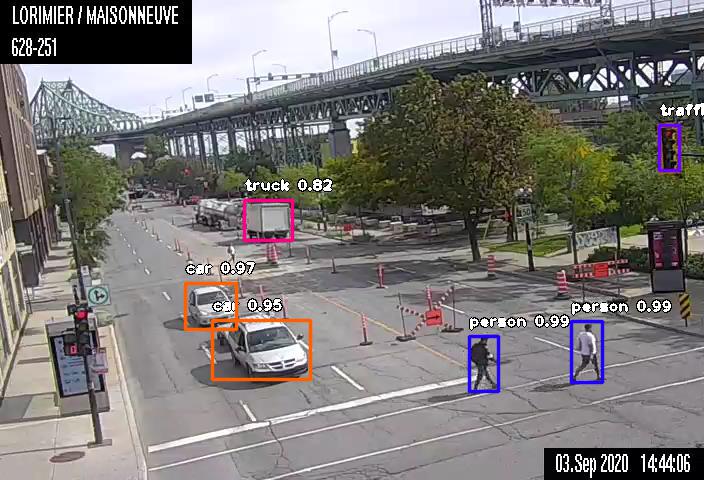 LORIMIER / MAISONNEUVE
628-251
traffi
truck 0.82
car 0.97
car 0.95
person 0.99
person 0.99
03.Sep 2020 14:44:06